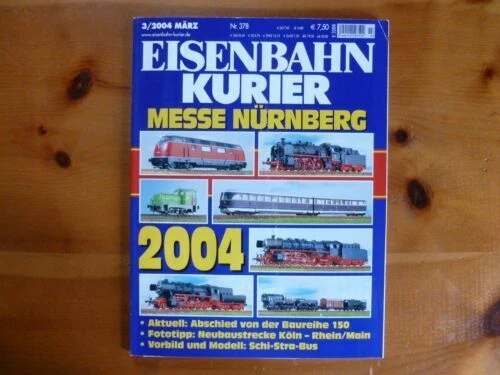 3/2004 MÄRZ
Nr. 378
€ 7,50
www.eisenbahn-kurier.de
EISENBAHN
KURIER
MESSE NÜRNBERG
2004
• Aktuell: Abschied von der Baureihe 150
• Fototipp: Neubaustrecke Köln - Rhein/Main
• Vorbild und Modell: Schi-Stra-Bus